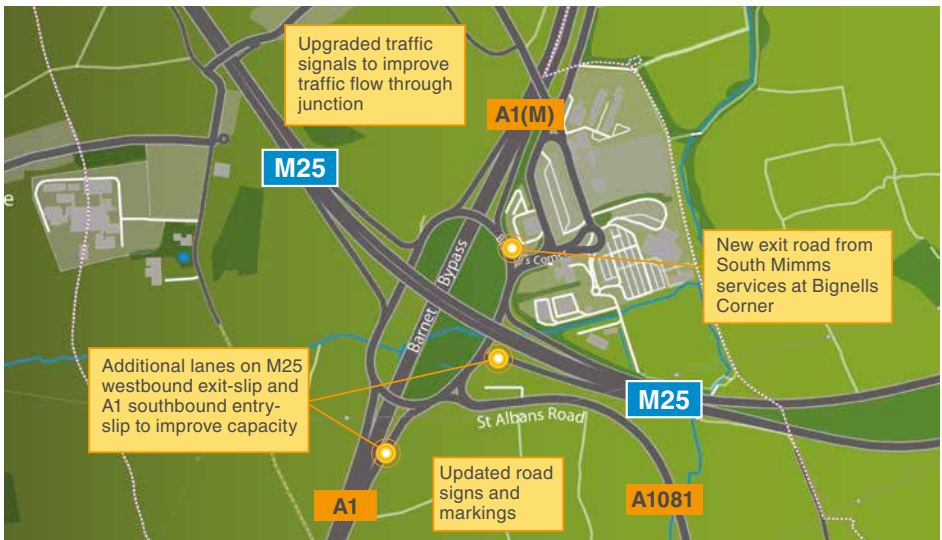 Upgraded traffic
signals to improve
traffic flow through
junction
A1(M)
M25
e
Barnet Bypass
's Corner
New exit road from
South Mimms
services at Bignells
Corner
Additional lanes on M25
westbound exit-slip and
A1 southbound entry-
slip to improve capacity
M25
St Albans Road
Updated road
signs and
markings
A1
A1081